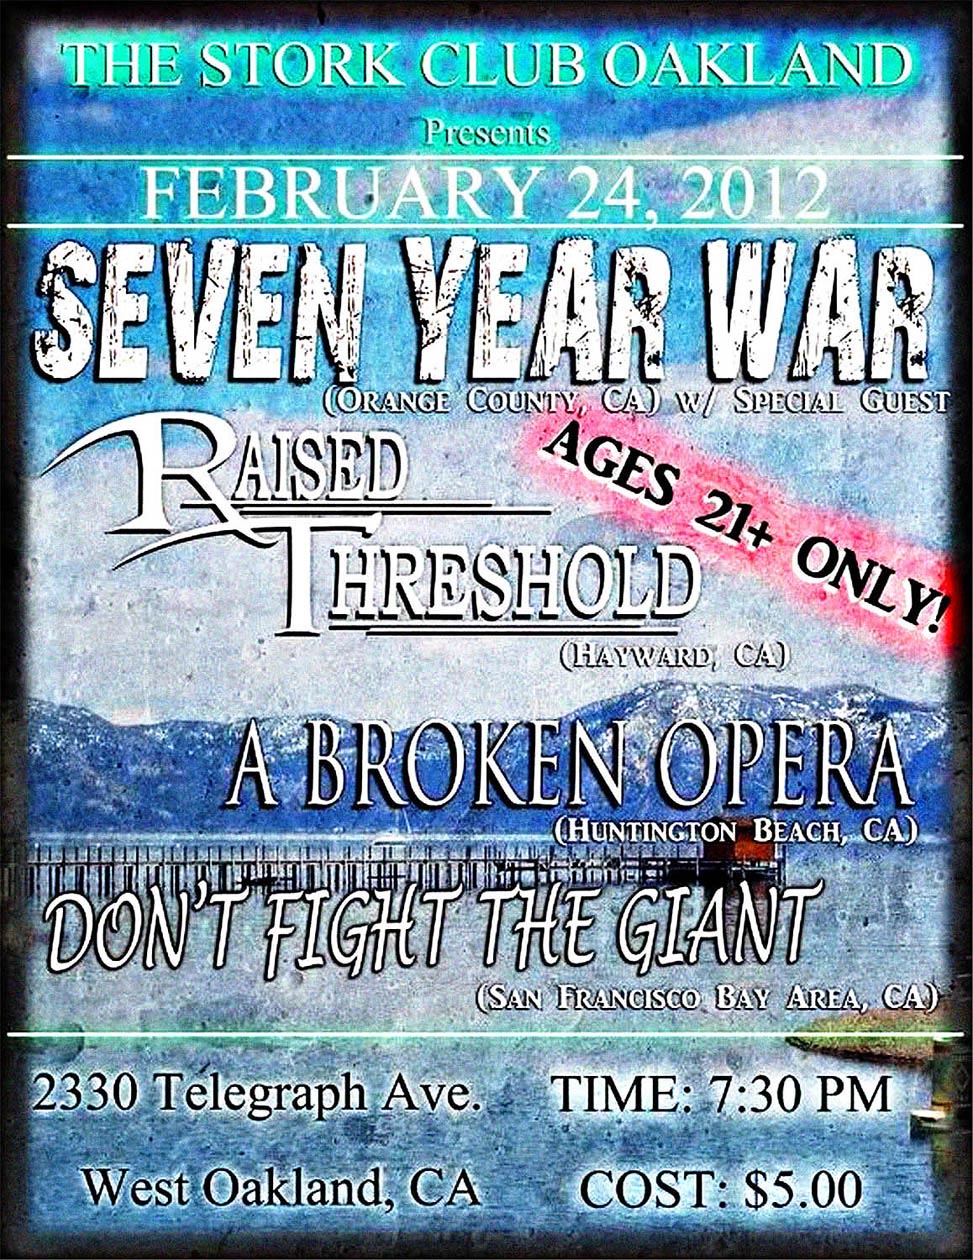 THE STORK CLUB OAKLAND
Presents
FEBRUARY 24, 2012
SEVEN YEAR WAR
(ORANGE COUNTY, CA) W/ SPECIAL GUEST
RAISED
THRESHOLD
AGES 21+ ONLY!
(HAYWARD, CA)
A BROKEN OPERA
(HUNTINGTON BEACH, CA)
DON'T FIGHT THE GIANT
(SAN FRANCISCO BAY AREA, CA)
2330 Telegraph Ave.
TIME: 7:30 PM
West Oakland, CA
COST: $5.00